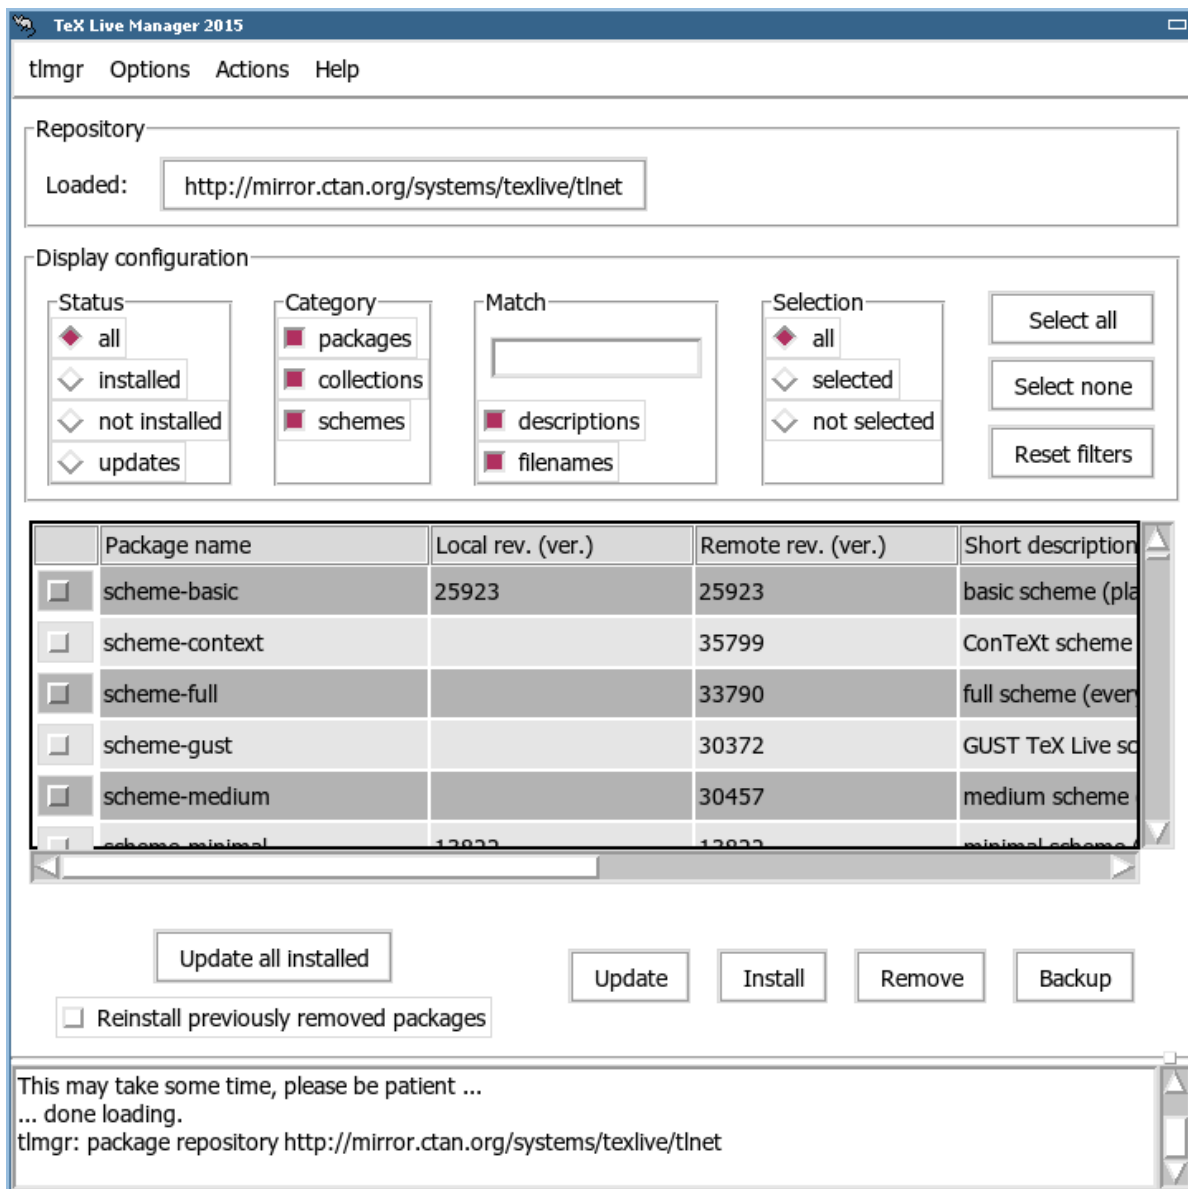 TeX Live Manager 2015
tlmgr Options Actions Help
Repository
Loaded: http://mirror.ctan.org/systems/texlive/tlnet
Display configuration
Status Category Match Selection
all packages all Select all
installed collections selected Select none
not installed schemes descriptions not selected
updates filenames Reset filters
Package name Local rev. (ver.) Remote rev. (ver.) Short description
scheme-basic 25923 25923 basic scheme (pla
scheme-context 35799 ConTeXt scheme
scheme-full 33790 full scheme (every
scheme-gust 30372 GUST TeX Live sc
scheme-medium 30457 medium scheme (
scheme-minimal 13822 13822 minimal scheme (
Update all installed Update Install Remove Backup
Reinstall previously removed packages
This may take some time, please be patient ...
... done loading.
tlmgr: package repository http://mirror.ctan.org/systems/texlive/tlnet